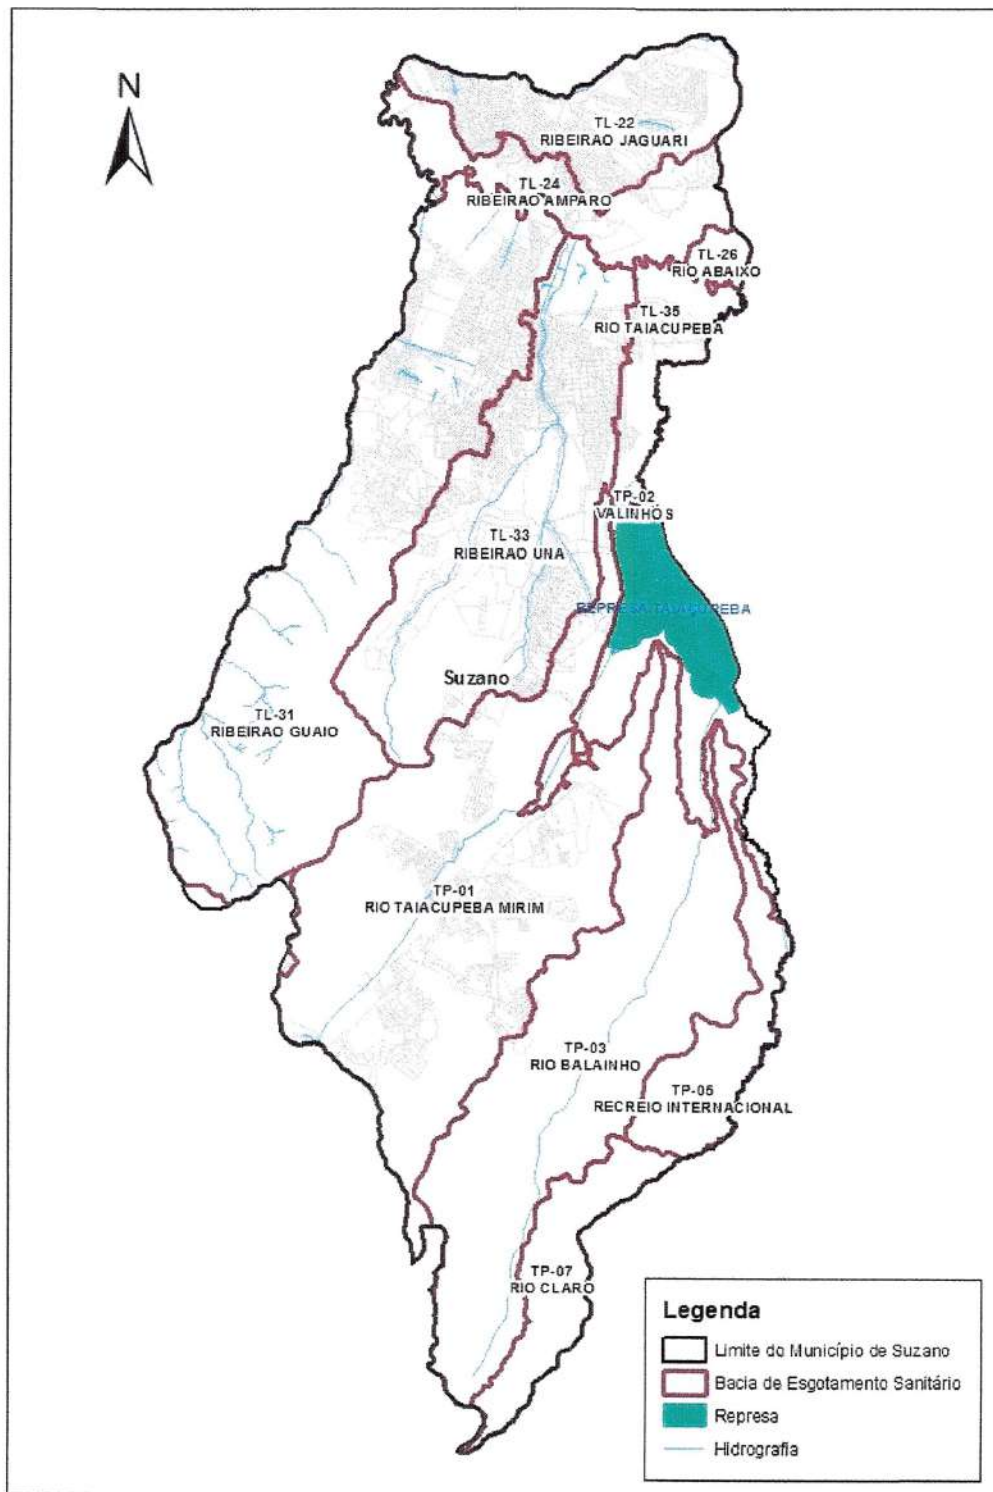 N
TL-22
RIBEIRAO JAGUARI
TL-24
RIBEIRAO AMPARO
TL-26
RIO ABAIXO
TL-35
RIO TAIACUPEBA
TP-02
VALINHOS
TL-33
RIBEIRAO UNA
REPRESA TAIACUPEBA
Suzano
TL-31
RIBEIRAO GUAIO
TP-01
RIO TAIACUPEBA MIRIM
TP-03
RIO BALAINHO
TP-05
RECREIO INTERNACIONAL
TP-07
RIO CLARO
Legenda
Limite do Município de Suzano
Bacia de Esgotamento Sanitário
Represa
Hidrografia